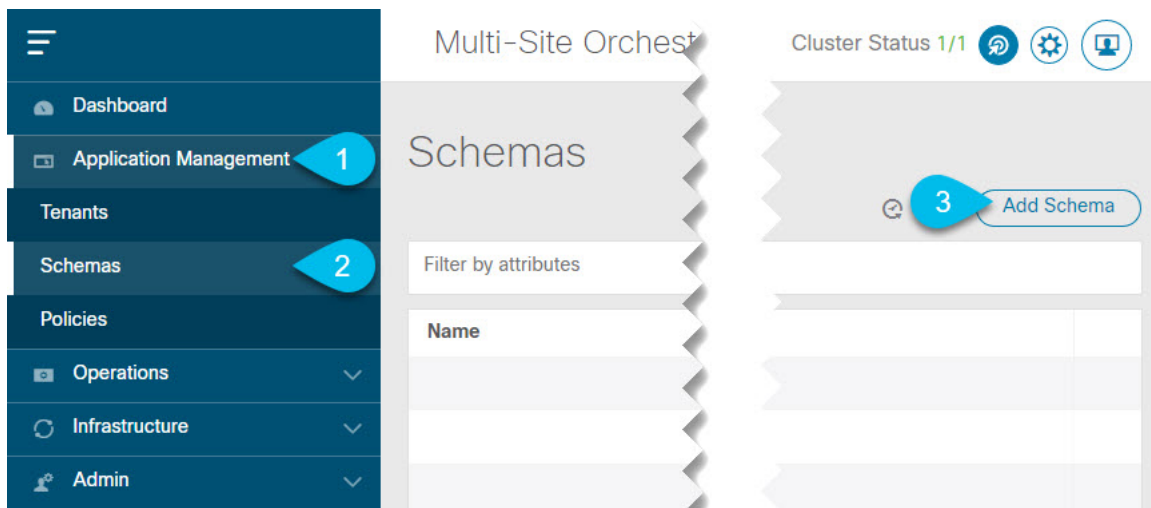 Multi-Site Orchest
Cluster Status 1/1
Dashboard
Application Management
1
Tenants
Schemas
2
Policies
Operations
Infrastructure
Admin
Schemas
3
Add Schema
Filter by attributes
Name